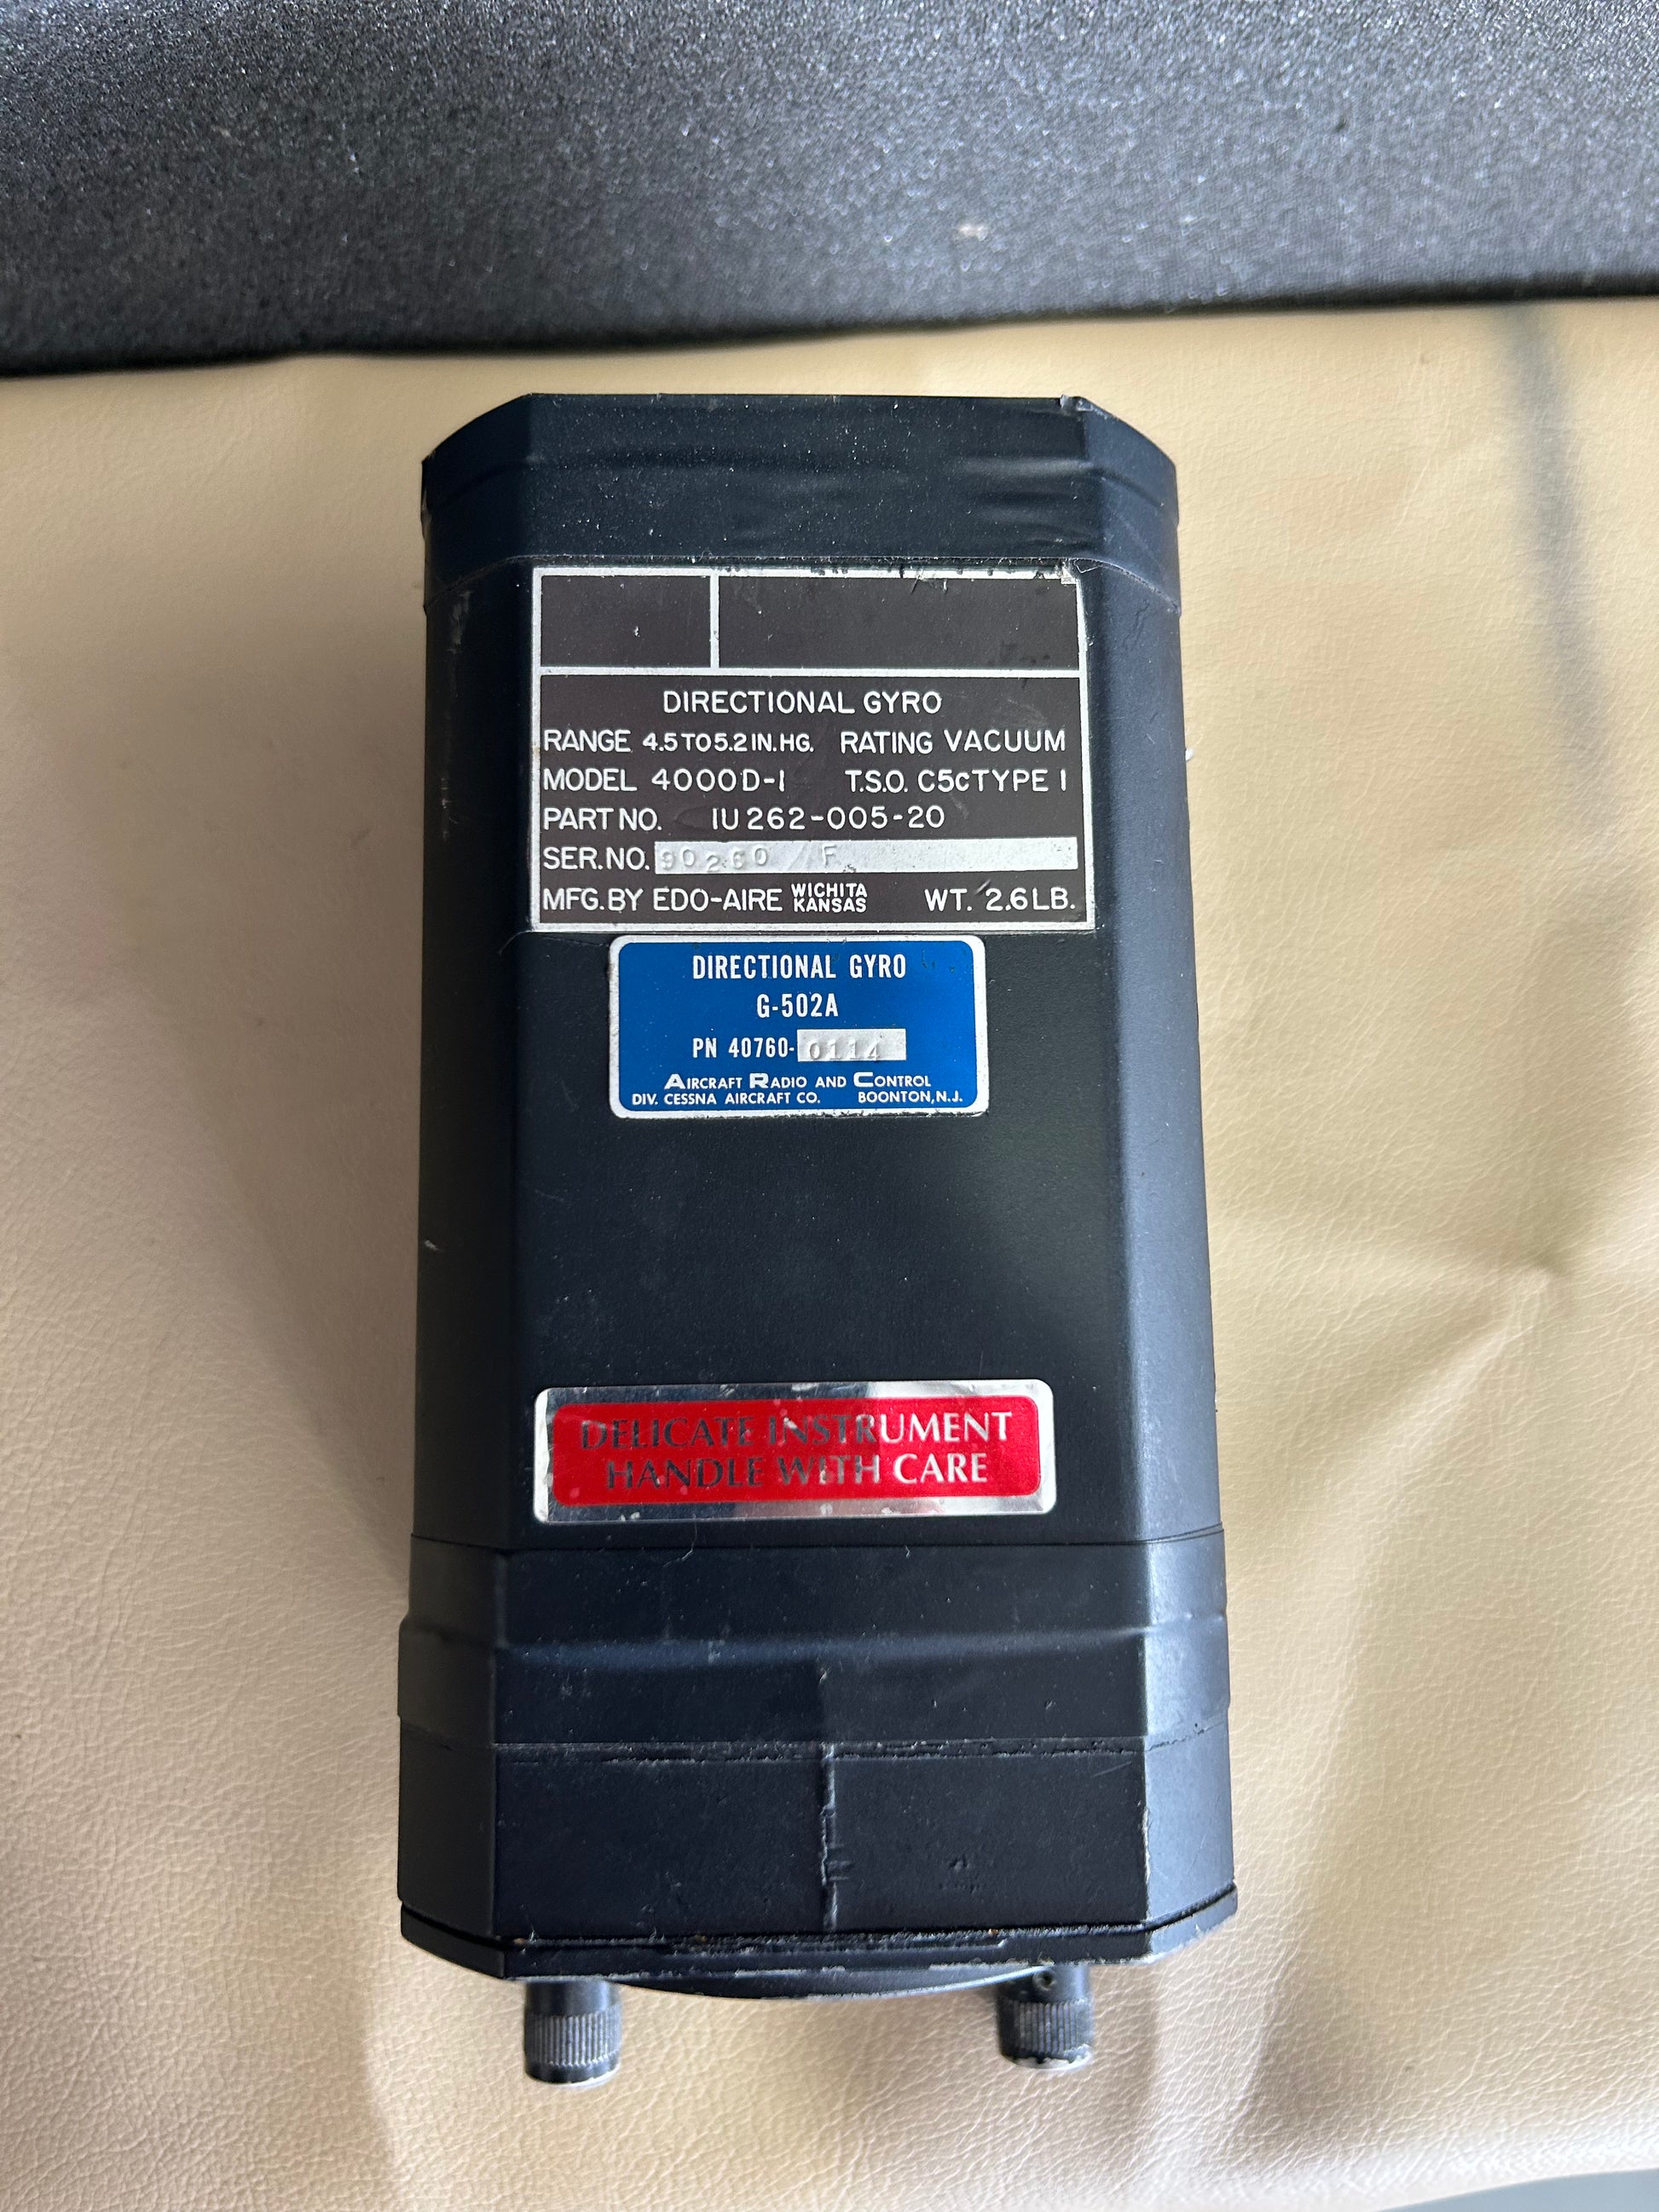 DIRECTIONAL GYRO
RANGE 4.5 TO 5.2 IN. HG. RATING VACUUM
MODEL 4000D-1 T.S.O. C5c TYPE 1
PART NO. 1U262-005-20
SER. NO. 90260 F
MFG. BY EDO-AIRE WICHITA KANSAS WT. 2.6 LB.
DIRECTIONAL GYRO
G-502A
PN 40760-0114
AIRCRAFT RADIO AND CONTROL
DIV. CESSNA AIRCRAFT CO. BOONTON, N.J.
DELICATE INSTRUMENT
HANDLE WITH CARE